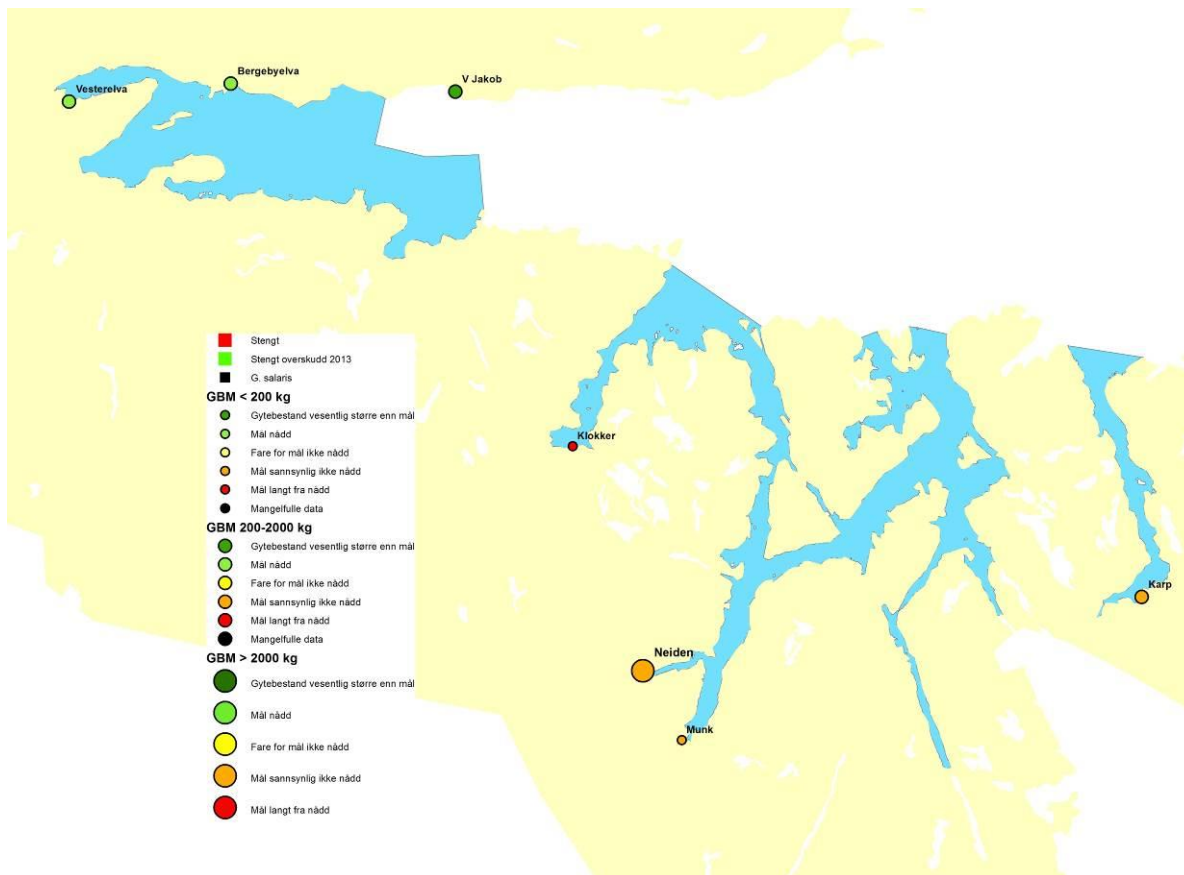 Bergebyelva
V Jakob
Vesterelva
Stengt
Stengt overskudd 2013
G. salaris
GBM < 200 kg
Gytebestand vesentlig større enn mål
Mål nådd
Fare for mål ikke nådd
Mål sannsynlig ikke nådd
Mål langt fra nådd
Mangelfulle data
GBM 200-2000 kg
Gytebestand vesentlig større enn mål
Mål nådd
Fare for mål ikke nådd
Mål sannsynlig ikke nådd
Mål langt fra nådd
Mangelfulle data
GBM > 2000 kg
Gytebestand vesentlig større enn mål
Mål nådd
Fare for mål ikke nådd
Mål sannsynlig ikke nådd
Mål langt fra nådd
Klokker
Karp
Neiden
Munk